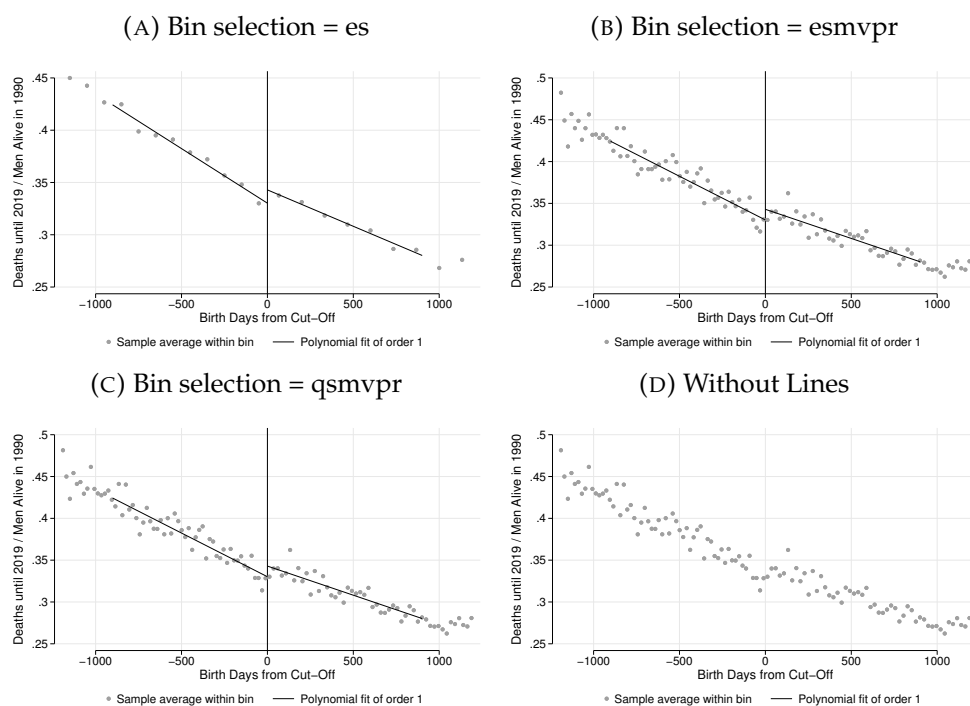 (A) Bin selection = es
Deaths until 2019 / Men Alive in 1990
.45
.4
.35
.3
.25
−1000 −500 0 500 1000
Birth Days from Cut−Off
Sample average within bin Polynomial fit of order 1
(B) Bin selection = esmvpr
Deaths until 2019 / Men Alive in 1990
.5
.45
.4
.35
.3
.25
−1000 −500 0 500 1000
Birth Days from Cut−Off
Sample average within bin Polynomial fit of order 1
(C) Bin selection = qsmvpr
Deaths until 2019 / Men Alive in 1990
.5
.45
.4
.35
.3
.25
−1000 −500 0 500 1000
Birth Days from Cut−Off
Sample average within bin Polynomial fit of order 1
(D) Without Lines
Deaths until 2019 / Men Alive in 1990
.5
.45
.4
.35
.3
.25
−1000 −500 0 500 1000
Birth Days from Cut−Off
Sample average within bin Polynomial fit of order 1